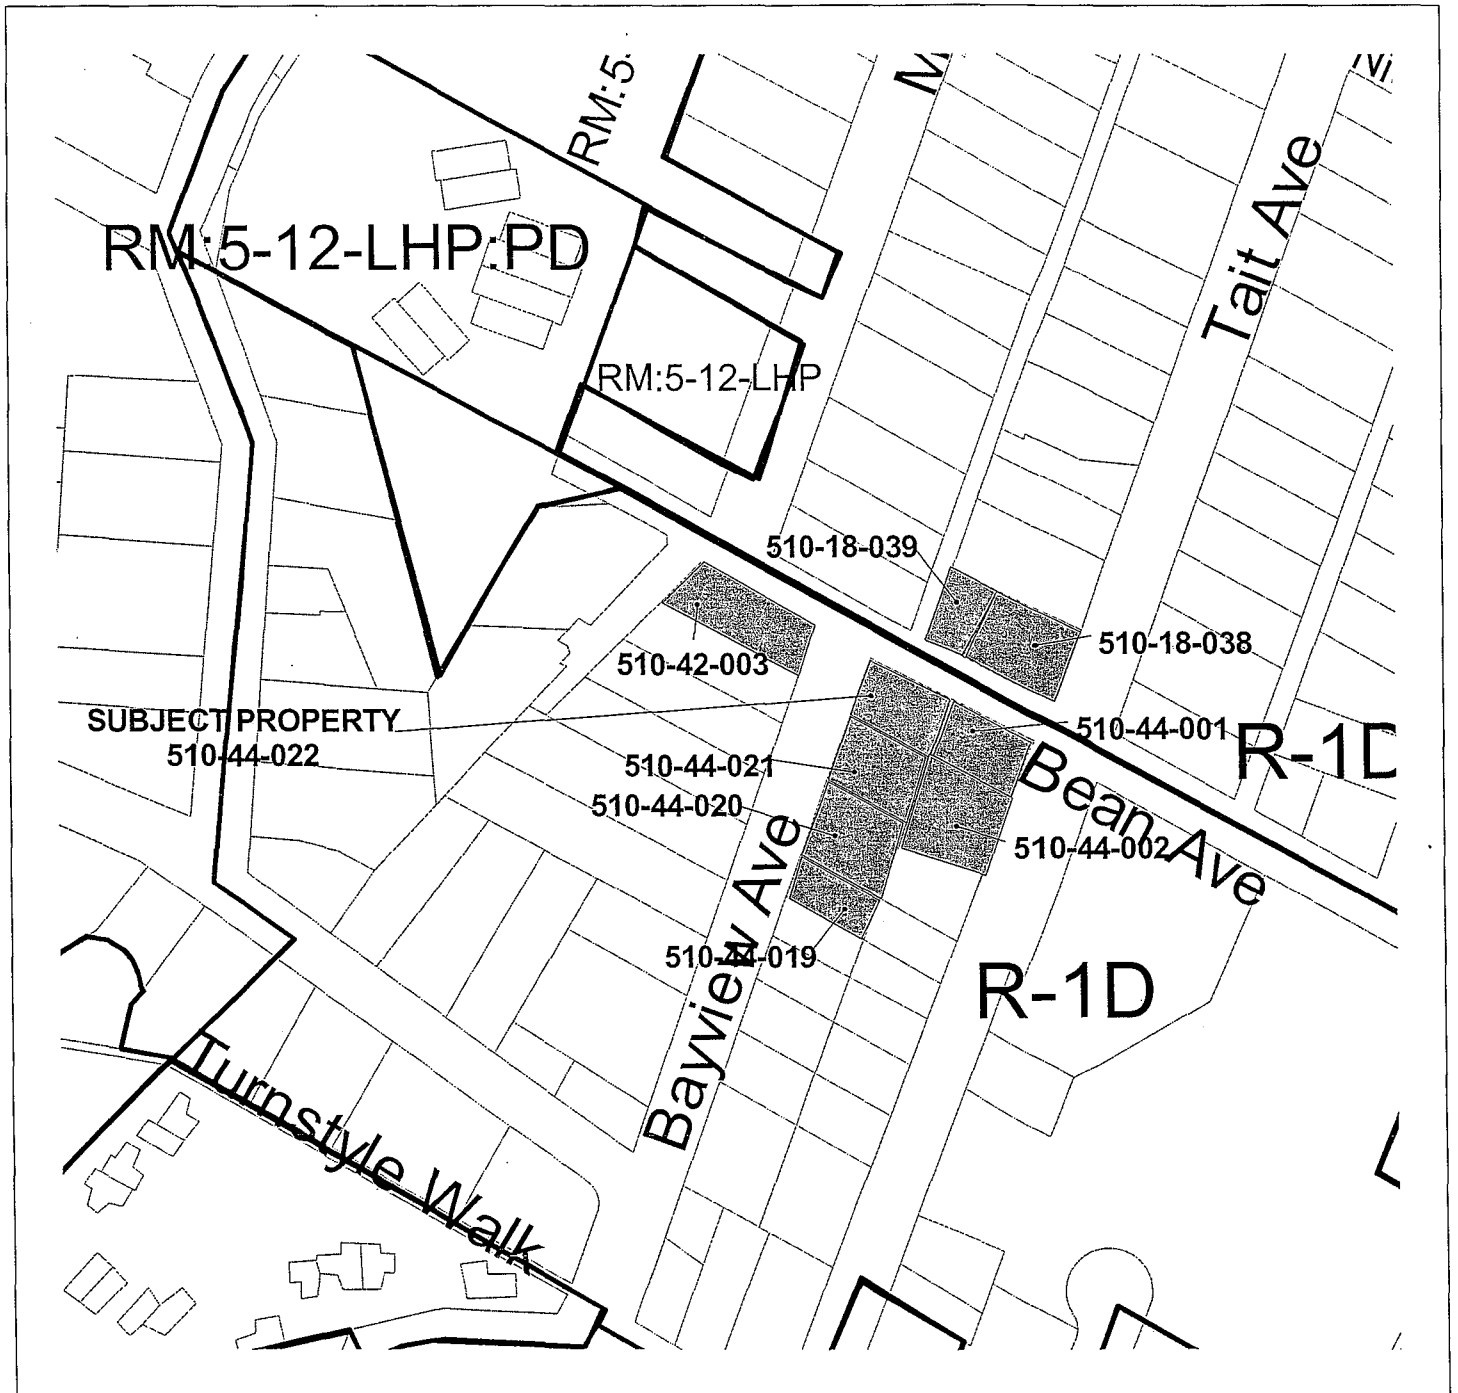 RM:5-
M
Ni
Tait Ave
RM:5-12-LHP:PD
RM:5-12-LHP
510-18-039
510-18-038
510-42-003
SUBJECT PROPERTY
510-44-022
510-44-001
R-1D
510-44-021
510-44-020
Bean Ave
510-44-002
510-44-019
Bayview Ave
R-1D
Turnstyle Walk